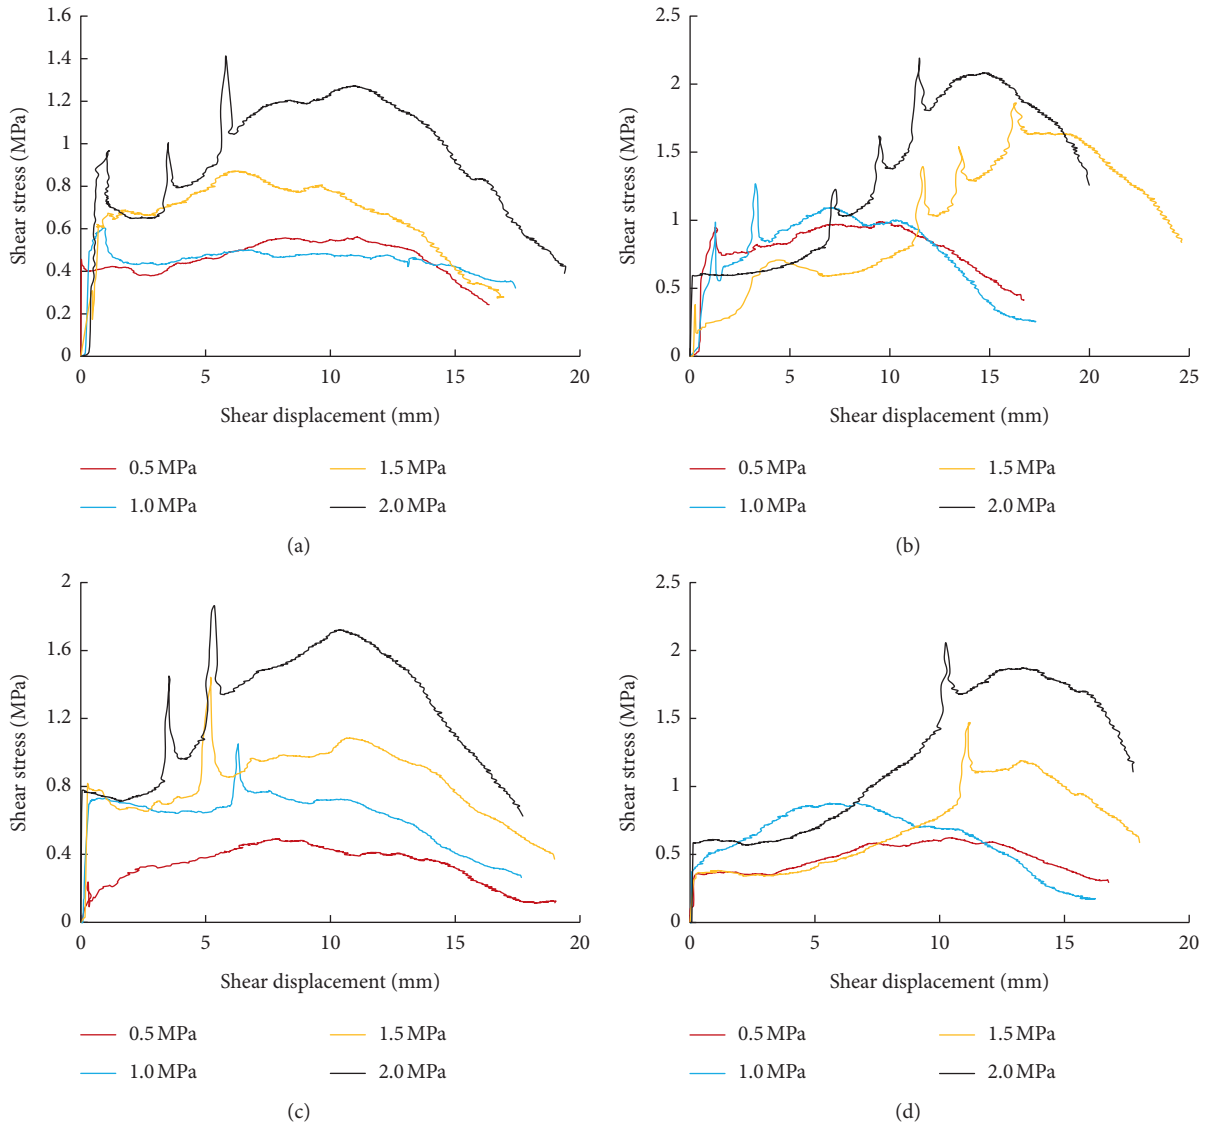 1.6
1.4
1.2
1
0.8
0.6
0.4
0.2
0
Shear stress (MPa)
0 5 10 15 20
Shear displacement (mm)
0.5 MPa 1.5 MPa
1.0 MPa 2.0 MPa
(a)
2.5
2
1.5
1
0.5
0
Shear stress (MPa)
0 5 10 15 20 25
Shear displacement (mm)
0.5 MPa 1.5 MPa
1.0 MPa 2.0 MPa
(b)
2
1.6
1.2
0.8
0.4
0
Shear stress (MPa)
0 5 10 15 20
Shear displacement (mm)
0.5 MPa 1.5 MPa
1.0 MPa 2.0 MPa
(c)
2.5
2
1.5
1
0.5
0
Shear stress (MPa)
0 5 10 15 20
Shear displacement (mm)
0.5 MPa 1.5 MPa
1.0 MPa 2.0 MPa
(d)